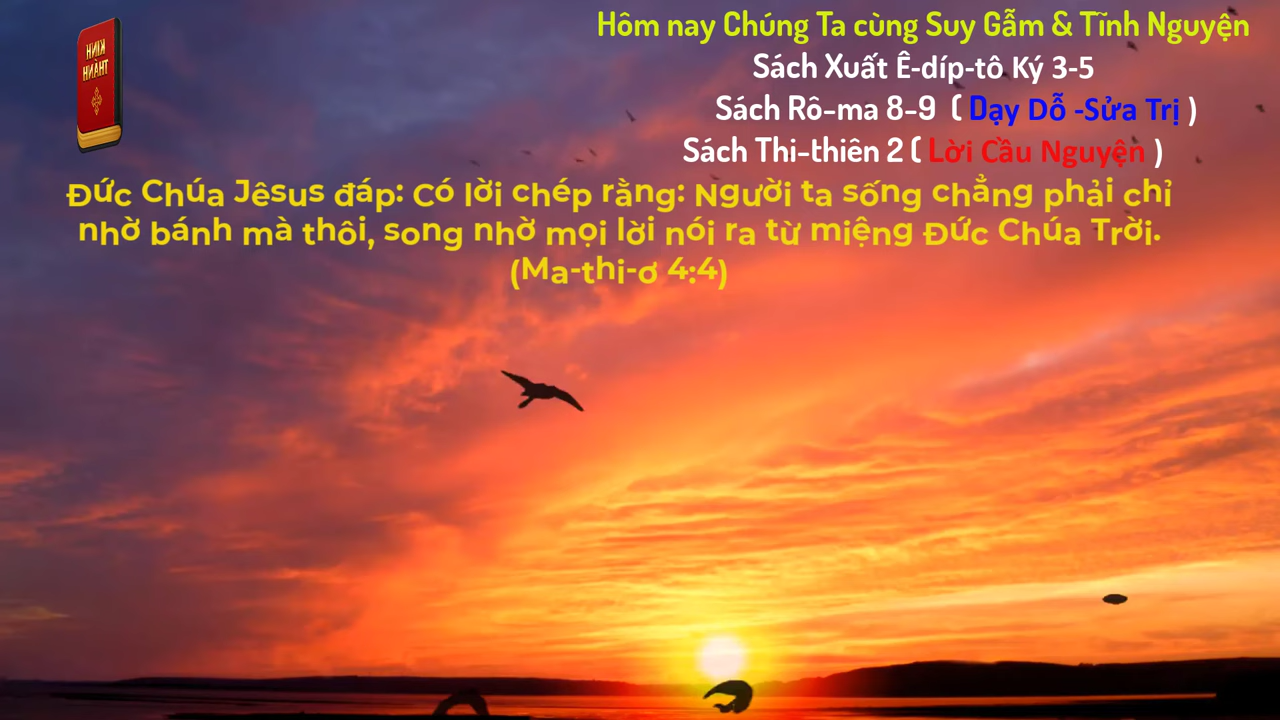 KINH
THÁNH
Hôm nay Chúng Ta cùng Suy Gẫm & Tĩnh Nguyện
Sách Xuất Ê-díp-tô Ký 3-5
Sách Rô-ma 8-9 ( Dạy Dỗ -Sửa Trị )
Sách Thi-thiên 2 ( Lời Cầu Nguyện )
Đức Chúa Jêsus đáp: Có lời chép rằng: Người ta sống chẳng phải chỉ
nhờ bánh mà thôi, song nhờ mọi lời nói ra từ miệng Đức Chúa Trời.
(Ma-thi-ơ 4:4)